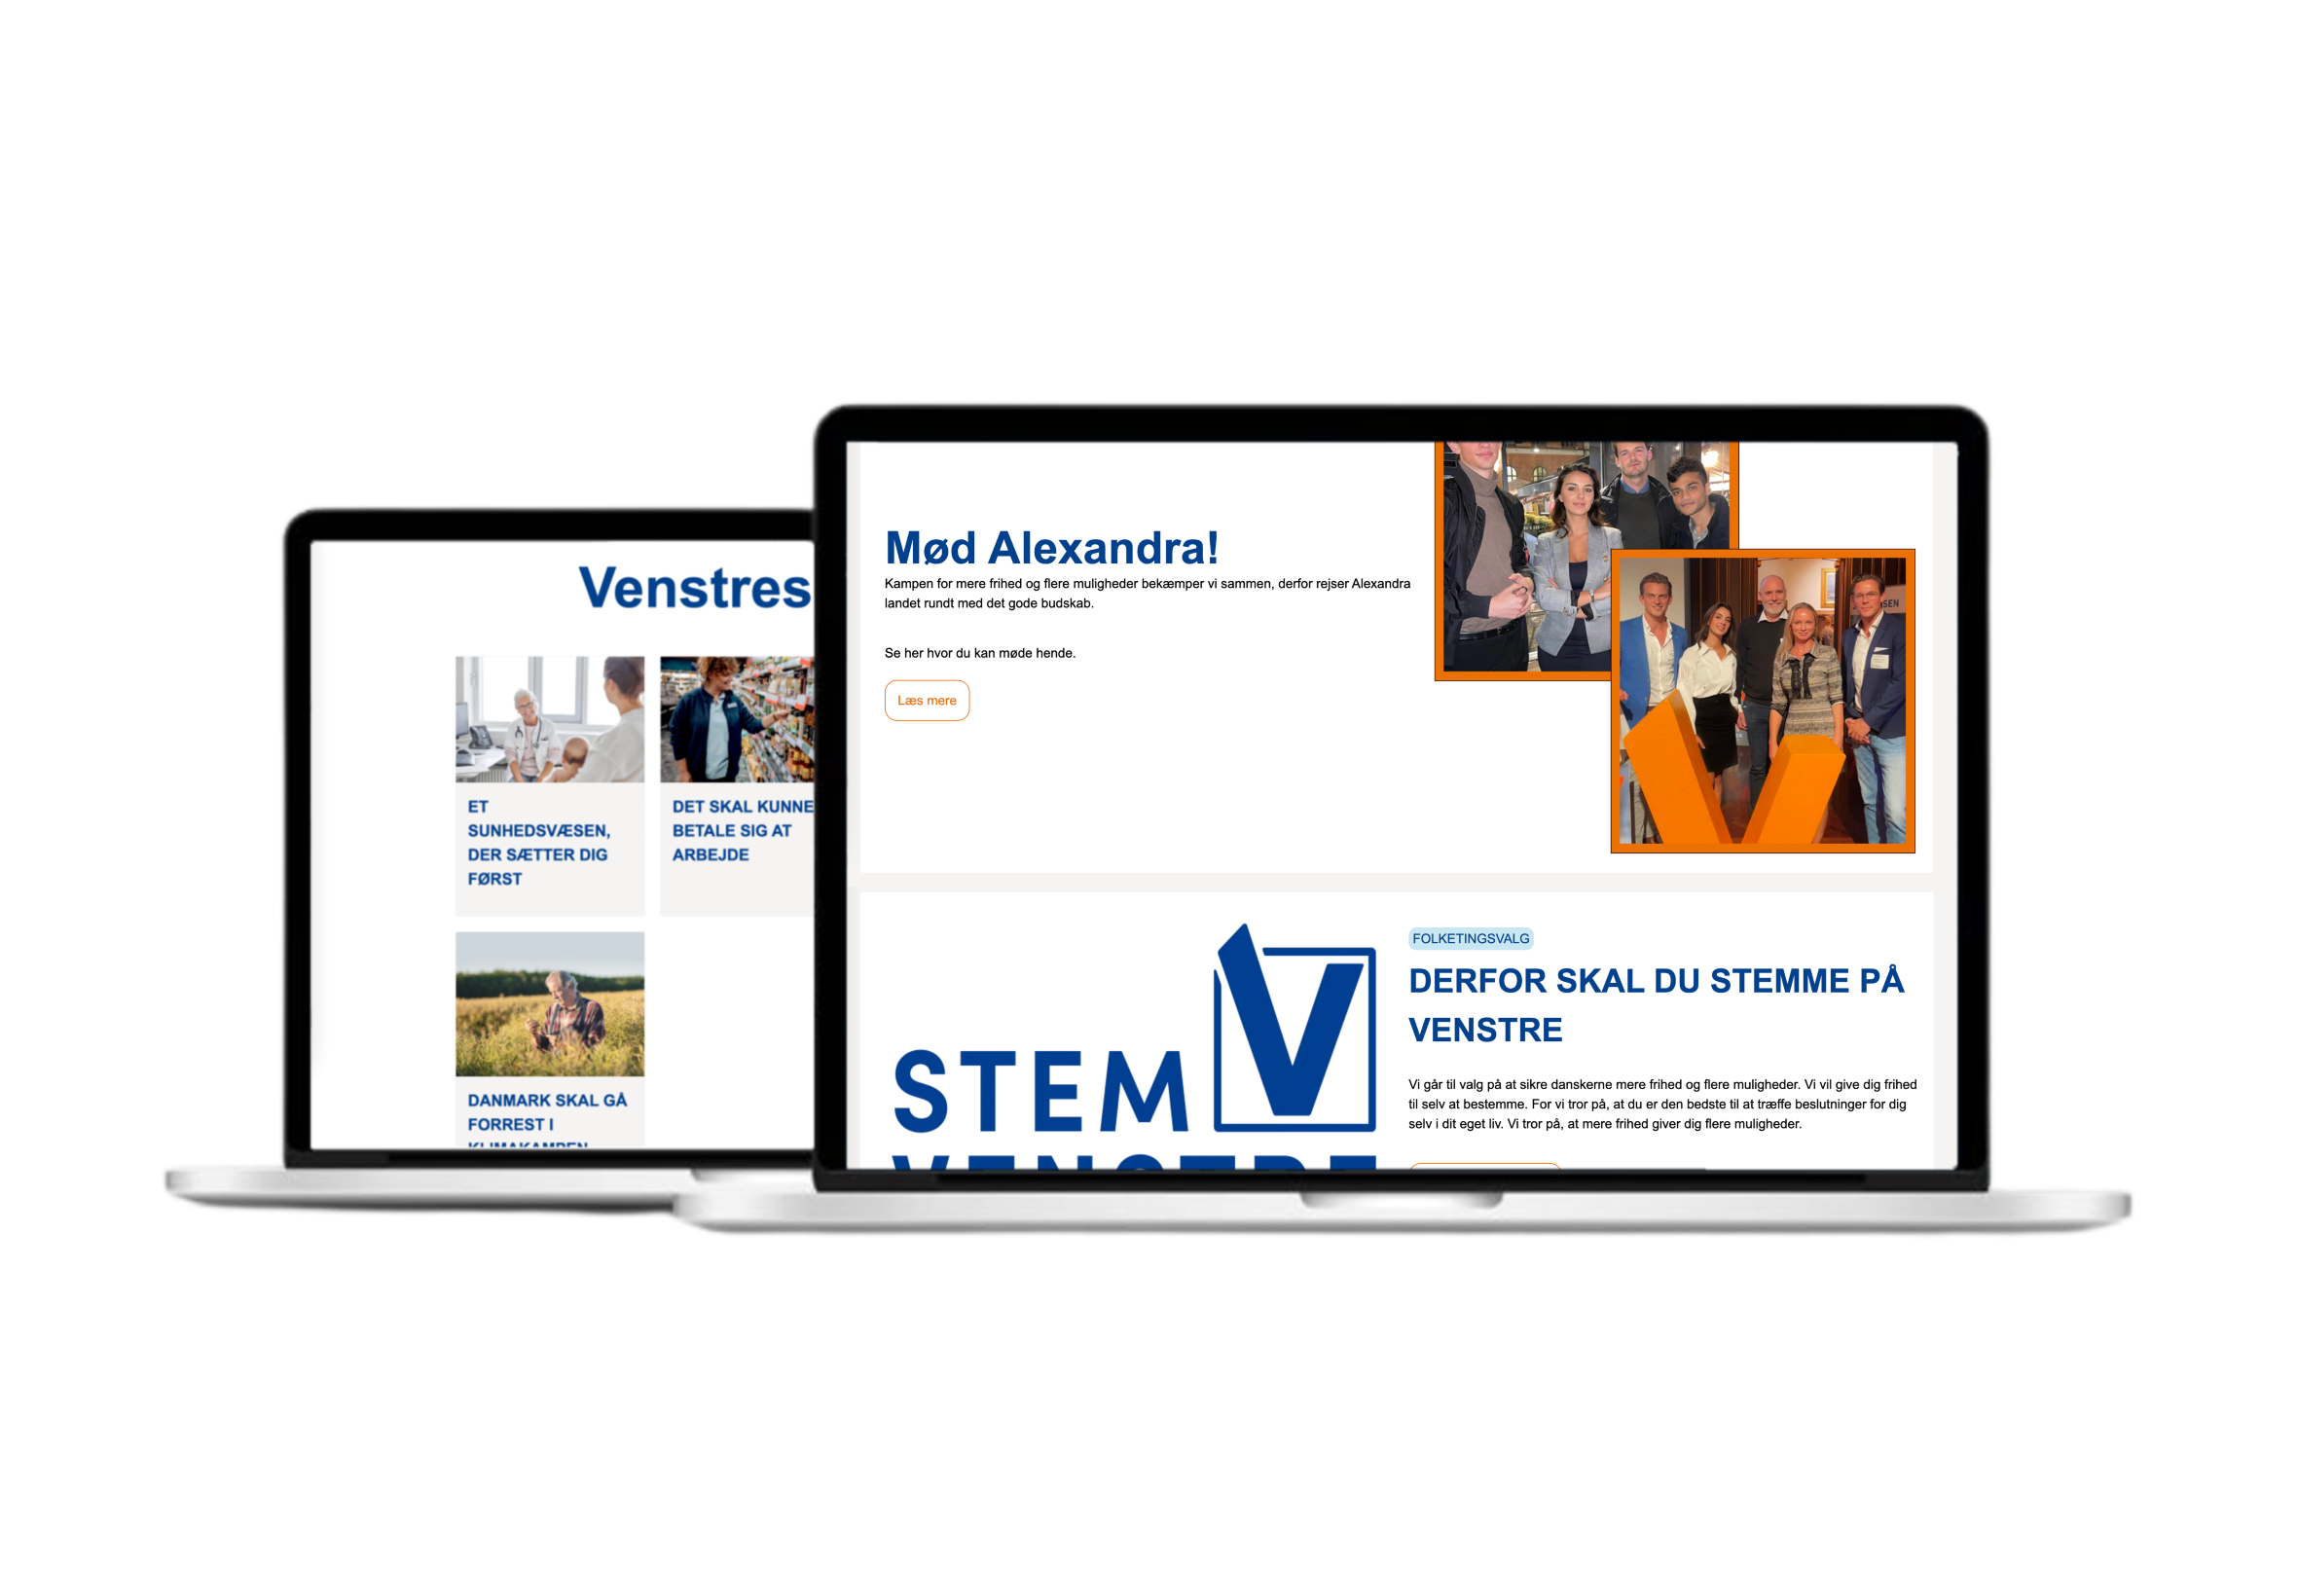 Venstres
ET
SUNHEDSVÆSEN,
DER SÆTTER DIG
FØRST
DET SKAL KUNNE
BETALE SIG AT
ARBEJDE
DANMARK SKAL GÅ
FORREST I
KLIMAKAMPEN
Mød Alexandra!
Kampen for mere frihed og flere muligheder bekæmper vi sammen, derfor rejser Alexandra
landet rundt med det gode budskab.
Se her hvor du kan møde hende.
Læs mere
STEM V
VENSTRE
FOLKETINGSVALG
DERFOR SKAL DU STEMME PÅ
VENSTRE
Vi går til valg på at sikre danskerne mere frihed og flere muligheder. Vi vil give dig frihed
til selv at bestemme. For vi tror på, at du er den bedste til at træffe beslutninger for dig
selv i dit eget liv. Vi tror på, at mere frihed giver dig flere muligheder.